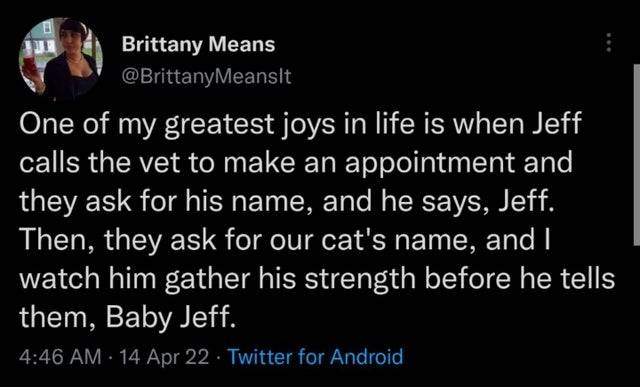 Brittany Means
@BrittanyMeansIt
One of my greatest joys in life is when Jeff
calls the vet to make an appointment and
they ask for his name, and he says, Jeff.
Then, they ask for our cat's name, and I
watch him gather his strength before he tells
them, Baby Jeff.
4:46 AM · 14 Apr 22 · Twitter for Android